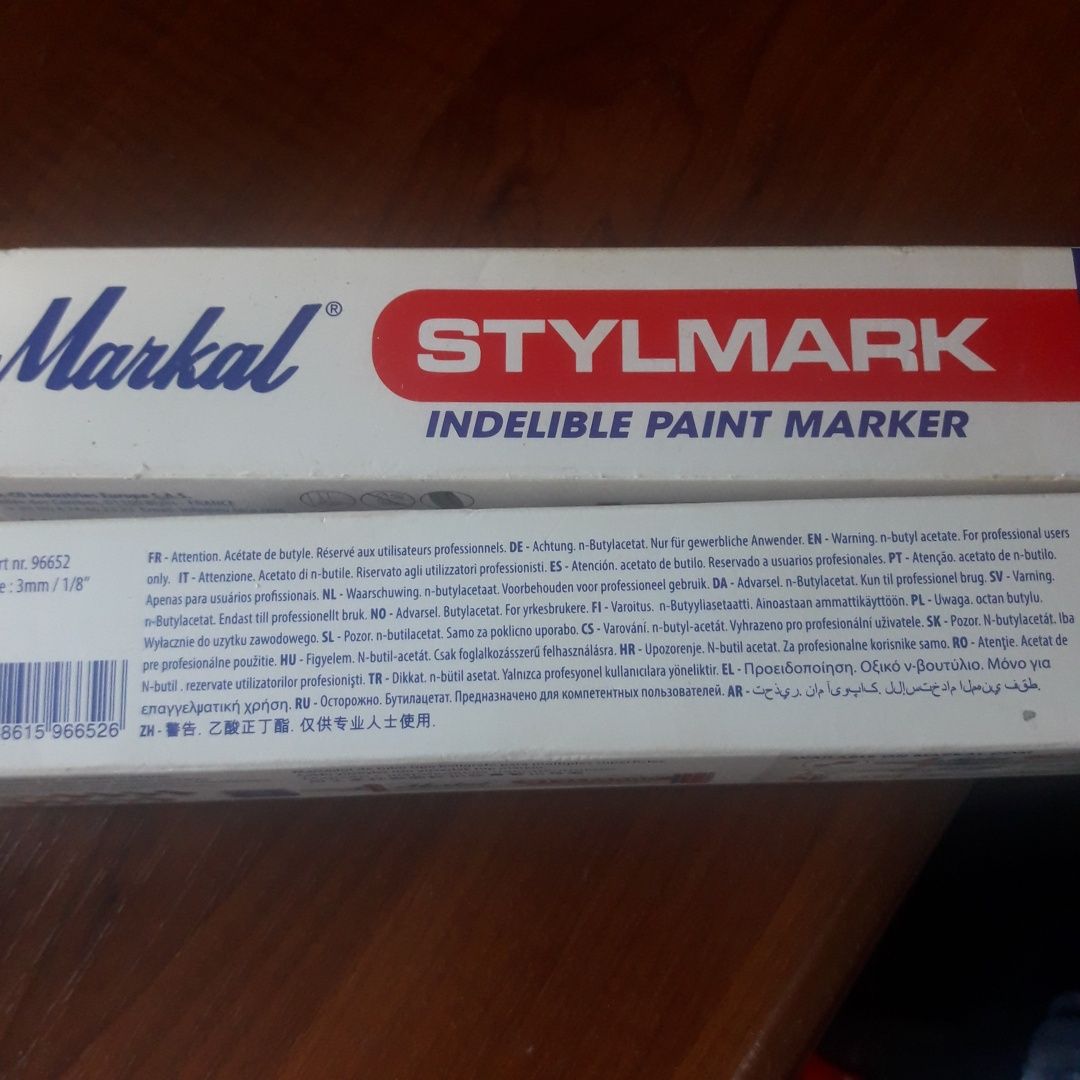 Markal®
STYLMARK
INDELIBLE PAINT MARKER
Industries Europe S.A.S.
FRANCE
rt nr. 96652
e : 3mm / 1/8"
8615 966526
FR - Attention. Acétate de butyle. Réservé aux utilisateurs professionnels. DE - Achtung. n-Butylacetat. Nur für gewerbliche Anwender. EN - Warning. n-butyl acetate. For professional users
only. IT - Attenzione. Acetato di n-butile. Riservato agli utilizzatori professionisti. ES - Atención. acetato de butilo. Reservado a usuarios profesionales. PT - Atenção. acetato de n-butilo.
Apenas para usuários profissionais. NL - Waarschuwing. n-butylacetaat. Voorbehouden voor professioneel gebruik. DA - Advarsel. n-Butylacetat. Kun til professionel brug. SV - Varning.
n-Butylacetat. Endast till professionellt bruk. NO - Advarsel. Butylacetat. For yrkesbrukere. FI - Varoitus. n-Butyyliasetaatti. Ainoastaan ammattikäyttöön. PL - Uwaga. octan butylu.
Wyłacznie do uzytku zawodowego. SL - Pozor. n-butilacetat. Samo za poklicno uporabo. CS - Varování. n-butyl-acetát. Vyhrazeno pro profesionální uživatele. SK - Pozor. N-butylacetát. Iba
pre profesionálne použitie. HU - Figyelem. N-butil-acetát. Csak foglalkozásszerű felhasználásra. HR - Upozorenje. N-butil acetat. Za profesionalne korisnike samo. RO - Atenţie. Acetat de
N-butil . rezervate utilizatorilor profesionişti. TR - Dikkat. n-bütil asetat. Yalnızca profesyonel kullanıcılara yöneliktir. EL - Προειδοποίηση. Οξικό ν-βουτύλιο. Μόνο για
επαγγελματική χρήση. RU - Осторожно. Бутилацетат. Предназначено для компетентных пользователей. AR -
ZH - 警告. 乙酸正丁酯. 仅供专业人士使用.